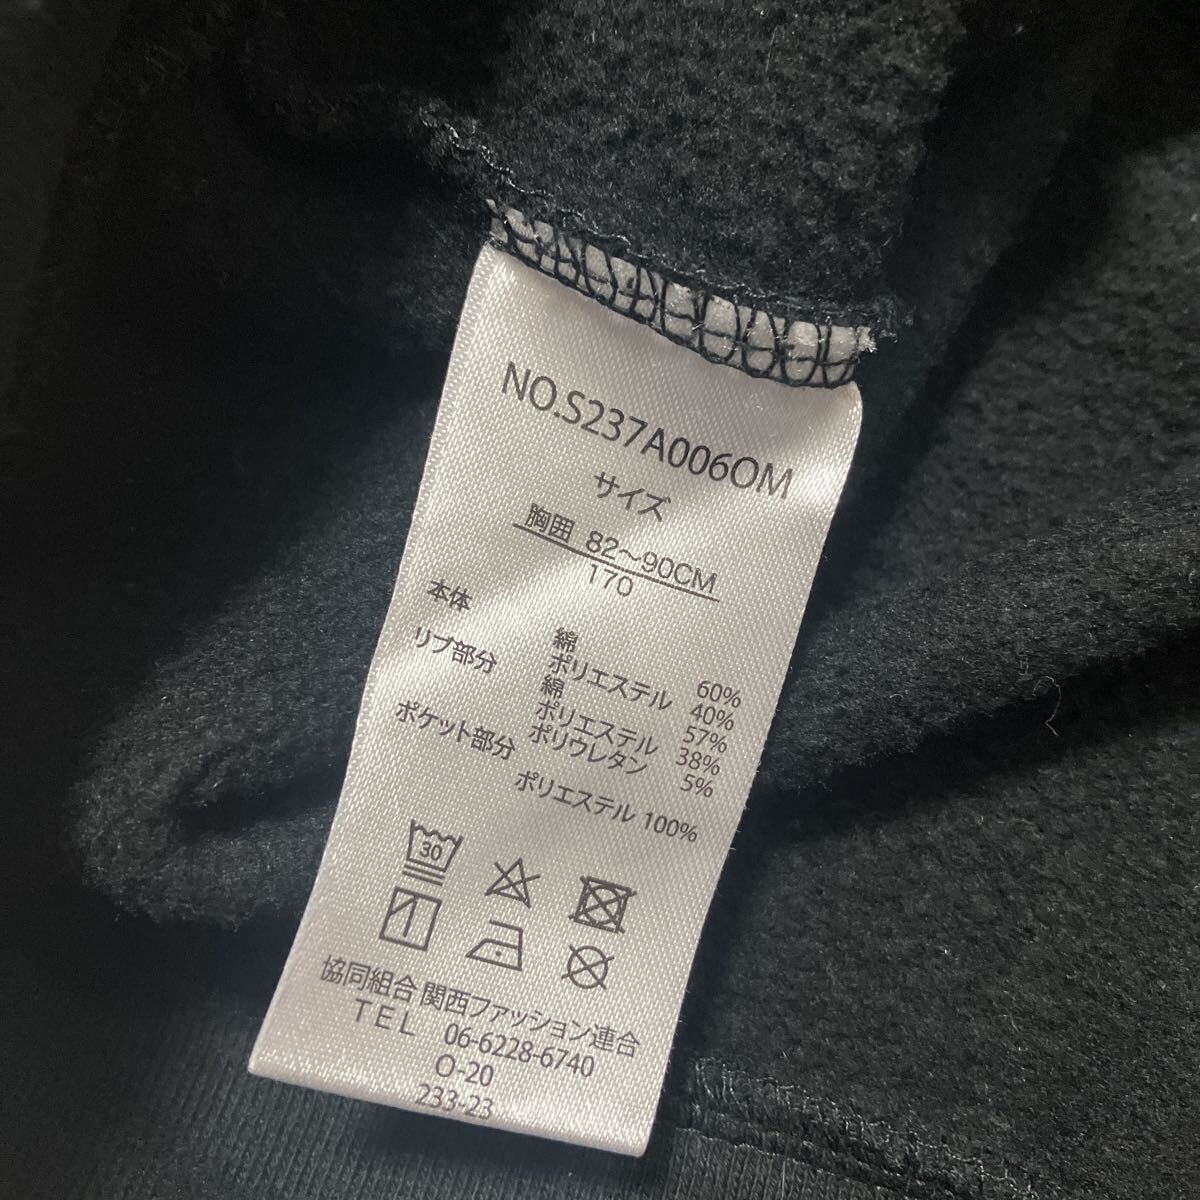 NO.S237A006OM
サイズ
胸囲 82～90CM
170
本体
綿 60%
ポリエステル 40%
リブ部分
綿 57%
ポリエステル 38%
ポリウレタン 5%
ポケット部分
ポリエステル 100%
30
協同組合 関西ファッション連合
TEL 06-6228-6740
O-20
233-23